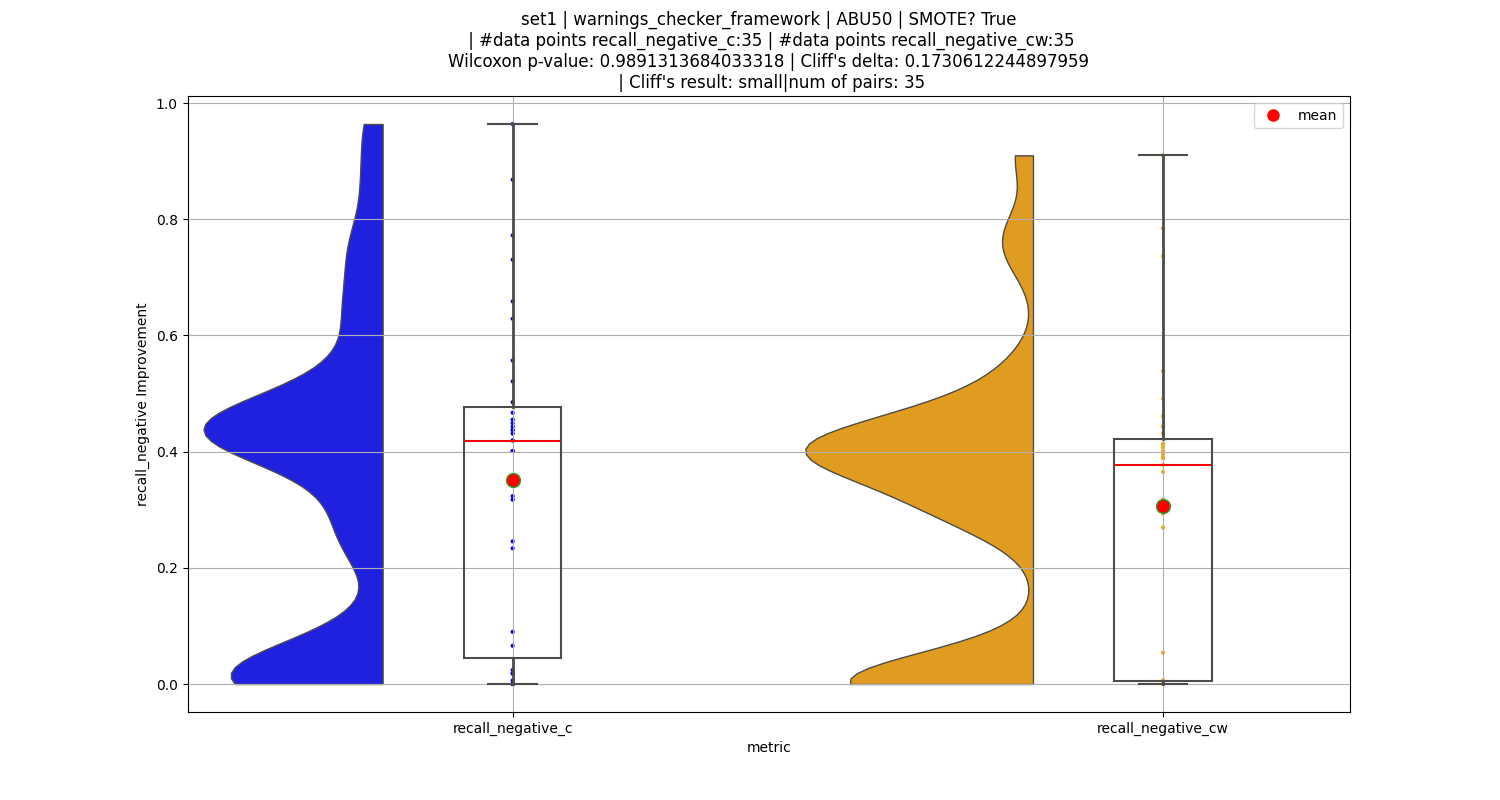 set1 | warnings_checker_framework | ABU50 | SMOTE? True
| #data points recall_negative_c:35 | #data points recall_negative_cw:35
Wilcoxon p-value: 0.9891313684033318 | Cliff's delta: 0.1730612244897959
| Cliff's result: small|num of pairs: 35
mean
1.0
0.8
0.6
0.4
0.2
0.0
recall_negative Improvement
recall_negative_c
recall_negative_cw
metric